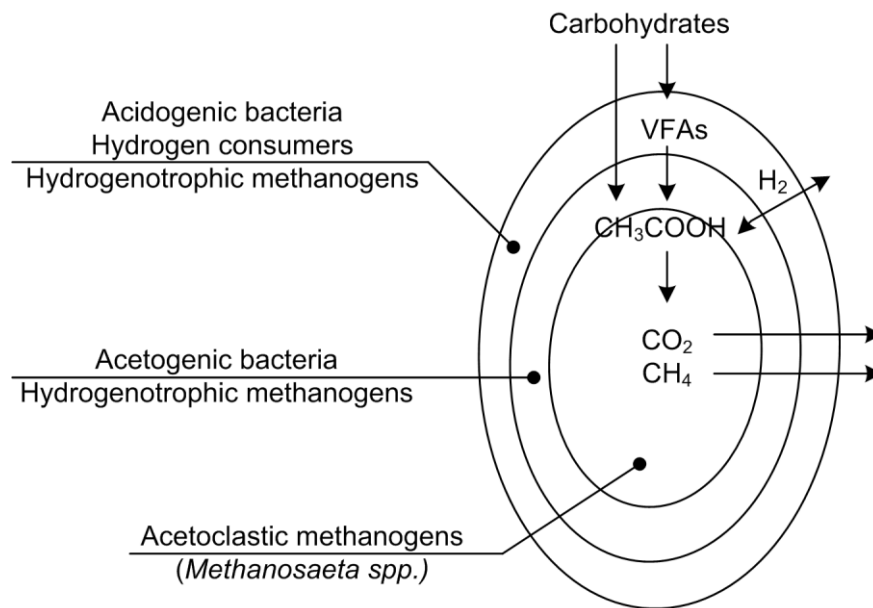 Carbohydrates
Acidogenic bacteria
Hydrogen consumers
Hydrogenotrophic methanogens
VFAs
H₂
CH₃COOH
CO₂
CH₄
Acetogenic bacteria
Hydrogenotrophic methanogens
Acetoclastic methanogens
(Methanosaeta spp.)